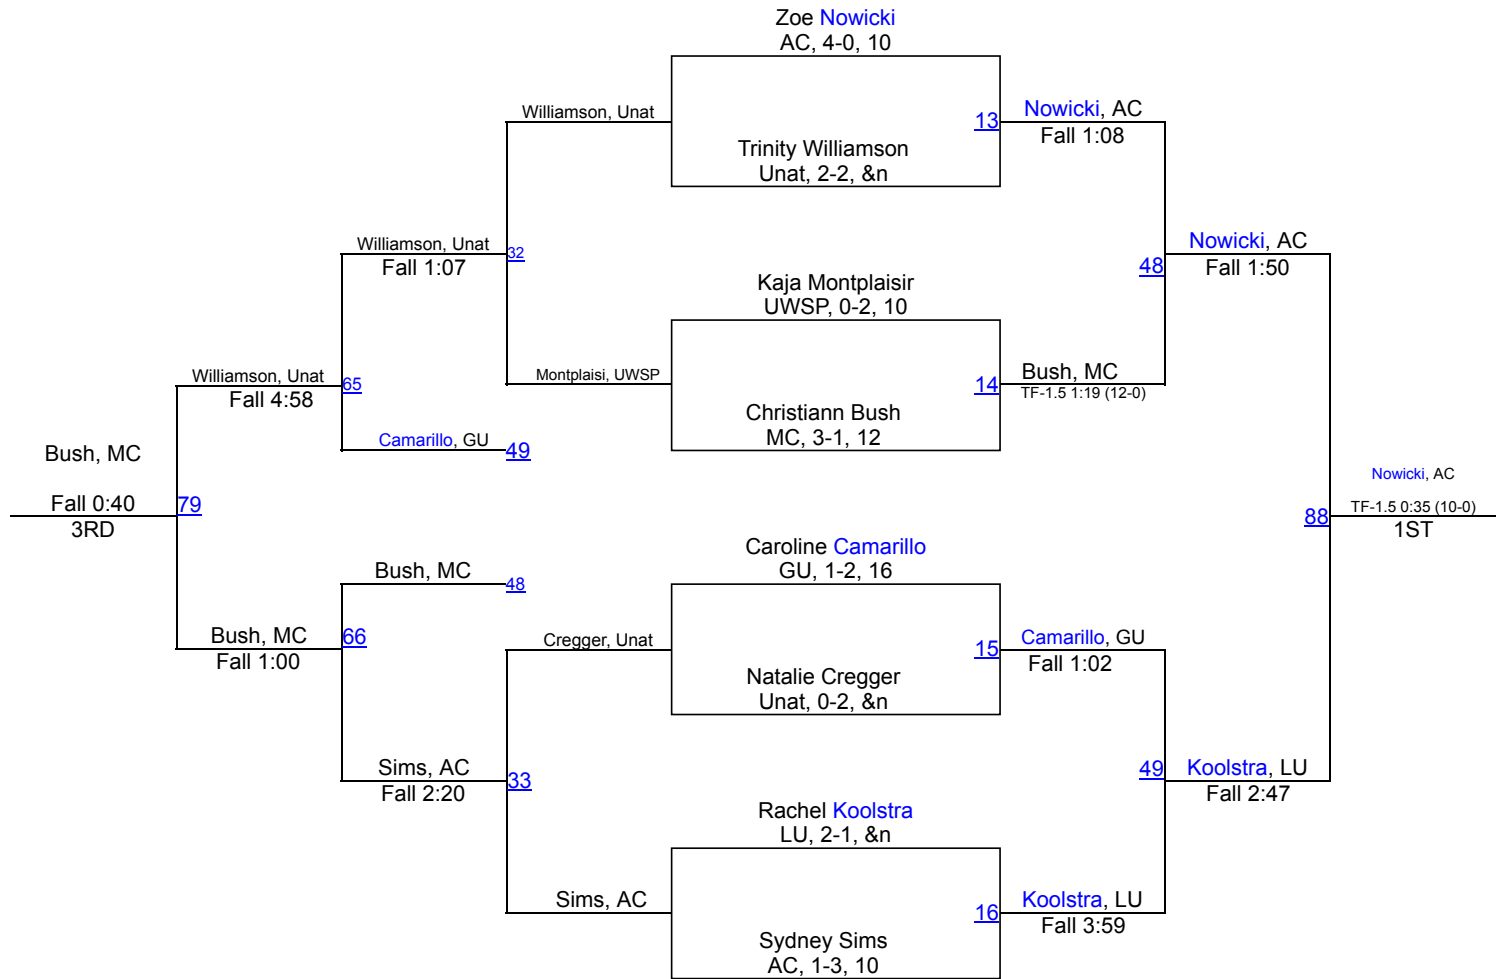 Zoe Nowicki
AC, 4-0, 10
Williamson, Unat
13
Nowicki, AC
Fall 1:08
Trinity Williamson
Unat, 2-2, &n
Williamson, Unat
Fall 1:07
32
Nowicki, AC
Fall 1:50
48
Kaja Montplaisir
UWSP, 0-2, 10
Williamson, Unat
Fall 4:58
65
Montplaisi, UWSP
14
Bush, MC
TF-1.5 1:19 (12-0)
Christiann Bush
MC, 3-1, 12
Camarillo, GU
49
Bush, MC
Fall 0:40
3RD
79
Nowicki, AC
TF-1.5 0:35 (10-0)
1ST
88
Caroline Camarillo
GU, 1-2, 16
Bush, MC
48
Bush, MC
Fall 1:00
66
Cregger, Unat
15
Camarillo, GU
Fall 1:02
Natalie Cregger
Unat, 0-2, &n
Sims, AC
Fall 2:20
33
49
Koolstra, LU
Fall 2:47
Rachel Koolstra
LU, 2-1, &n
Sims, AC
16
Koolstra, LU
Fall 3:59
Sydney Sims
AC, 1-3, 10